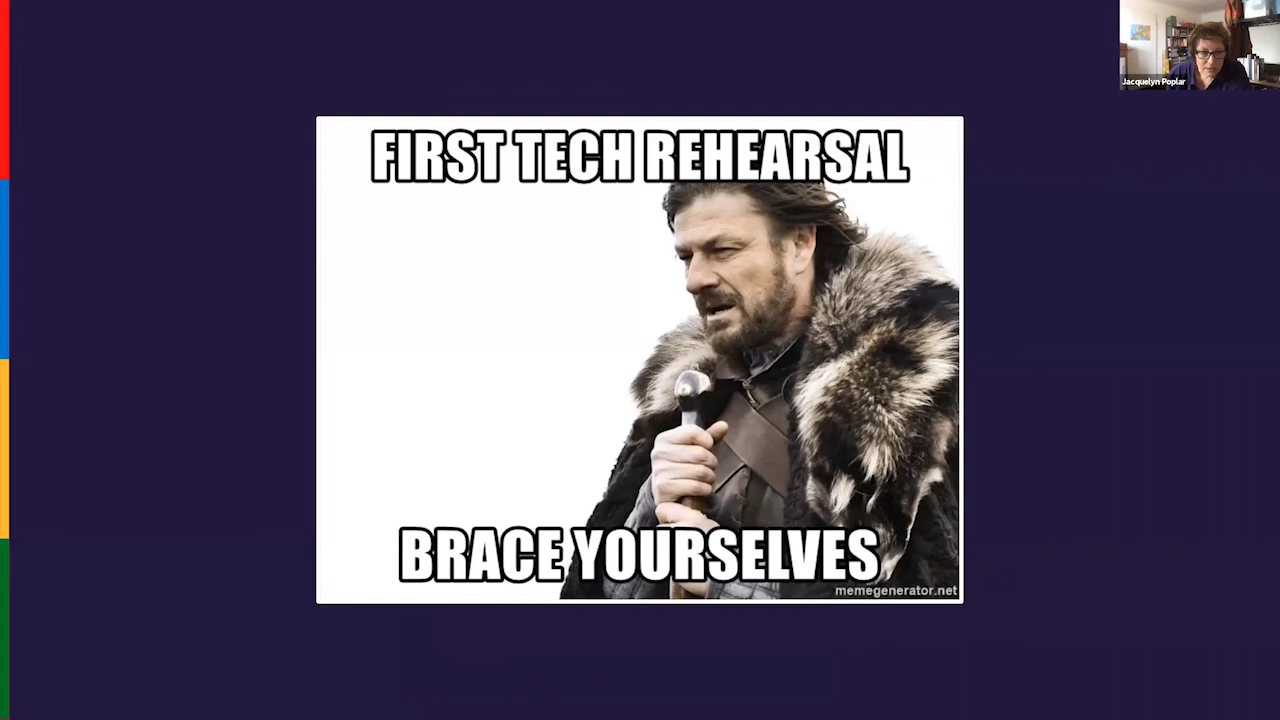 Jacquelyn Poplar
FIRST TECH REHEARSAL
BRACE YOURSELVES
memegenerator.net